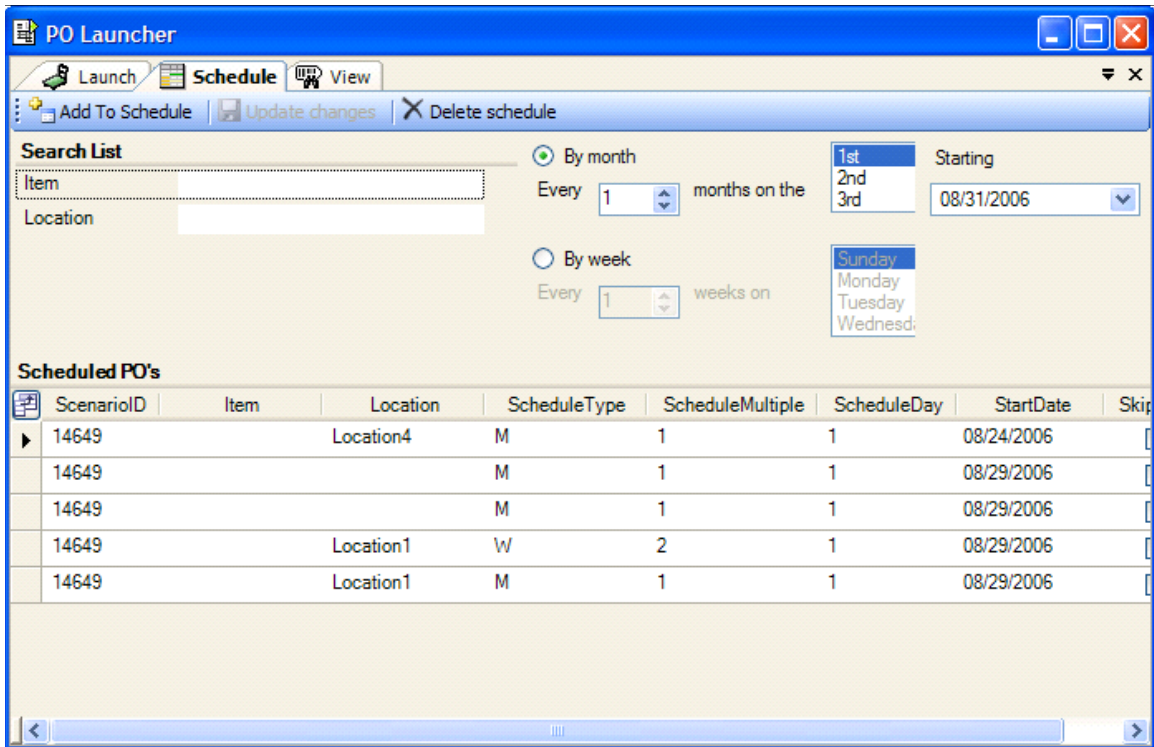 PO Launcher
Launch Schedule View
Add To Schedule Update changes Delete schedule
Search List
Item
Location
By month
Every 1 months on the
1st
2nd
3rd
Starting
08/31/2006
By week
Every 1 weeks on
Sunday
Monday
Tuesday
Wednesd
Scheduled PO's
ScenarioID Item Location ScheduleType ScheduleMultiple ScheduleDay StartDate Skip
14649 Location4 M 1 1 08/24/2006
14649 M 1 1 08/29/2006
14649 M 1 1 08/29/2006
14649 Location1 W 2 1 08/29/2006
14649 Location1 M 1 1 08/29/2006